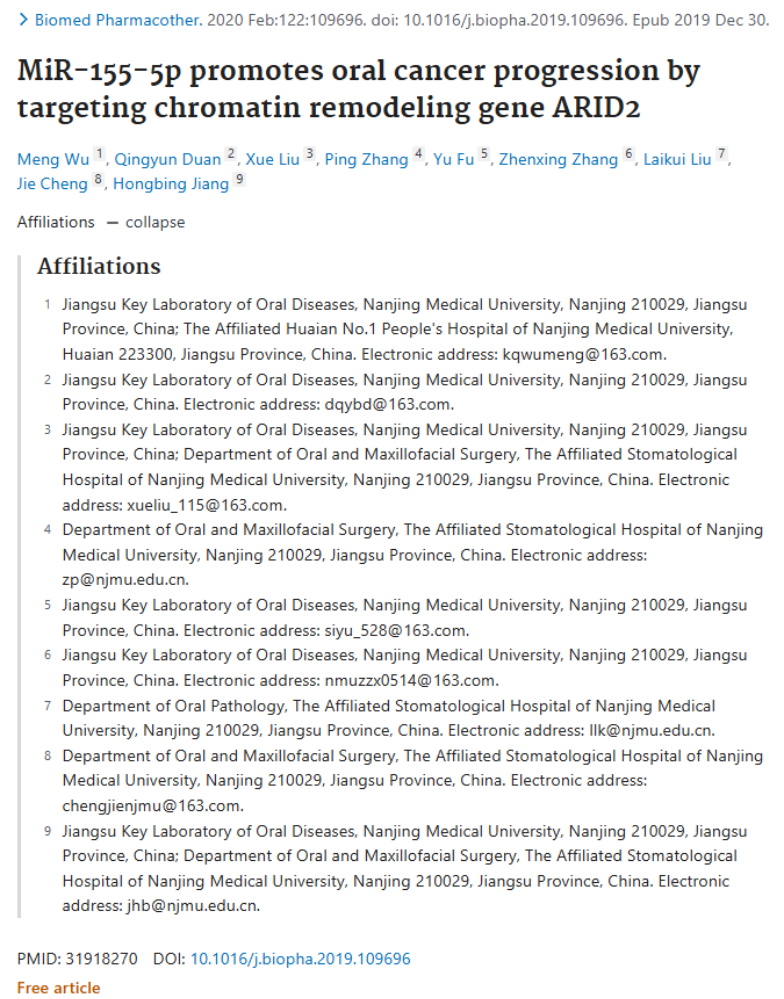 Biomed Pharmacother. 2020 Feb:122:109696. doi: 10.1016/j.biopha.2019.109696. Epub 2019 Dec 30.
MiR-155-5p promotes oral cancer progression by
targeting chromatin remodeling gene ARID2
Meng Wu 1, Qingyun Duan 2, Xue Liu 3, Ping Zhang 4, Yu Fu 5, Zhenxing Zhang 6, Laikui Liu 7,
Jie Cheng 8, Hongbing Jiang 9
Affiliations — collapse
Affiliations
1 Jiangsu Key Laboratory of Oral Diseases, Nanjing Medical University, Nanjing 210029, Jiangsu
Province, China; The Affiliated Huaian No.1 People's Hospital of Nanjing Medical University,
Huaian 223300, Jiangsu Province, China. Electronic address: kqwumeng@163.com.
2 Jiangsu Key Laboratory of Oral Diseases, Nanjing Medical University, Nanjing 210029, Jiangsu
Province, China. Electronic address: dqybd@163.com.
3 Jiangsu Key Laboratory of Oral Diseases, Nanjing Medical University, Nanjing 210029, Jiangsu
Province, China; Department of Oral and Maxillofacial Surgery, The Affiliated Stomatological
Hospital of Nanjing Medical University, Nanjing 210029, Jiangsu Province, China. Electronic
address: xueliu_115@163.com.
4 Department of Oral and Maxillofacial Surgery, The Affiliated Stomatological Hospital of Nanjing
Medical University, Nanjing 210029, Jiangsu Province, China. Electronic address:
zp@njmu.edu.cn.
5 Jiangsu Key Laboratory of Oral Diseases, Nanjing Medical University, Nanjing 210029, Jiangsu
Province, China. Electronic address: siyu_528@163.com.
6 Jiangsu Key Laboratory of Oral Diseases, Nanjing Medical University, Nanjing 210029, Jiangsu
Province, China. Electronic address: nmuzzx0514@163.com.
7 Department of Oral Pathology, The Affiliated Stomatological Hospital of Nanjing Medical
University, Nanjing 210029, Jiangsu Province, China. Electronic address: llk@njmu.edu.cn.
8 Department of Oral and Maxillofacial Surgery, The Affiliated Stomatological Hospital of Nanjing
Medical University, Nanjing 210029, Jiangsu Province, China. Electronic address:
chengjienjmu@163.com.
9 Jiangsu Key Laboratory of Oral Diseases, Nanjing Medical University, Nanjing 210029, Jiangsu
Province, China; Department of Oral and Maxillofacial Surgery, The Affiliated Stomatological
Hospital of Nanjing Medical University, Nanjing 210029, Jiangsu Province, China. Electronic
address: jhb@njmu.edu.cn.
PMID: 31918270 DOI: 10.1016/j.biopha.2019.109696
Free article